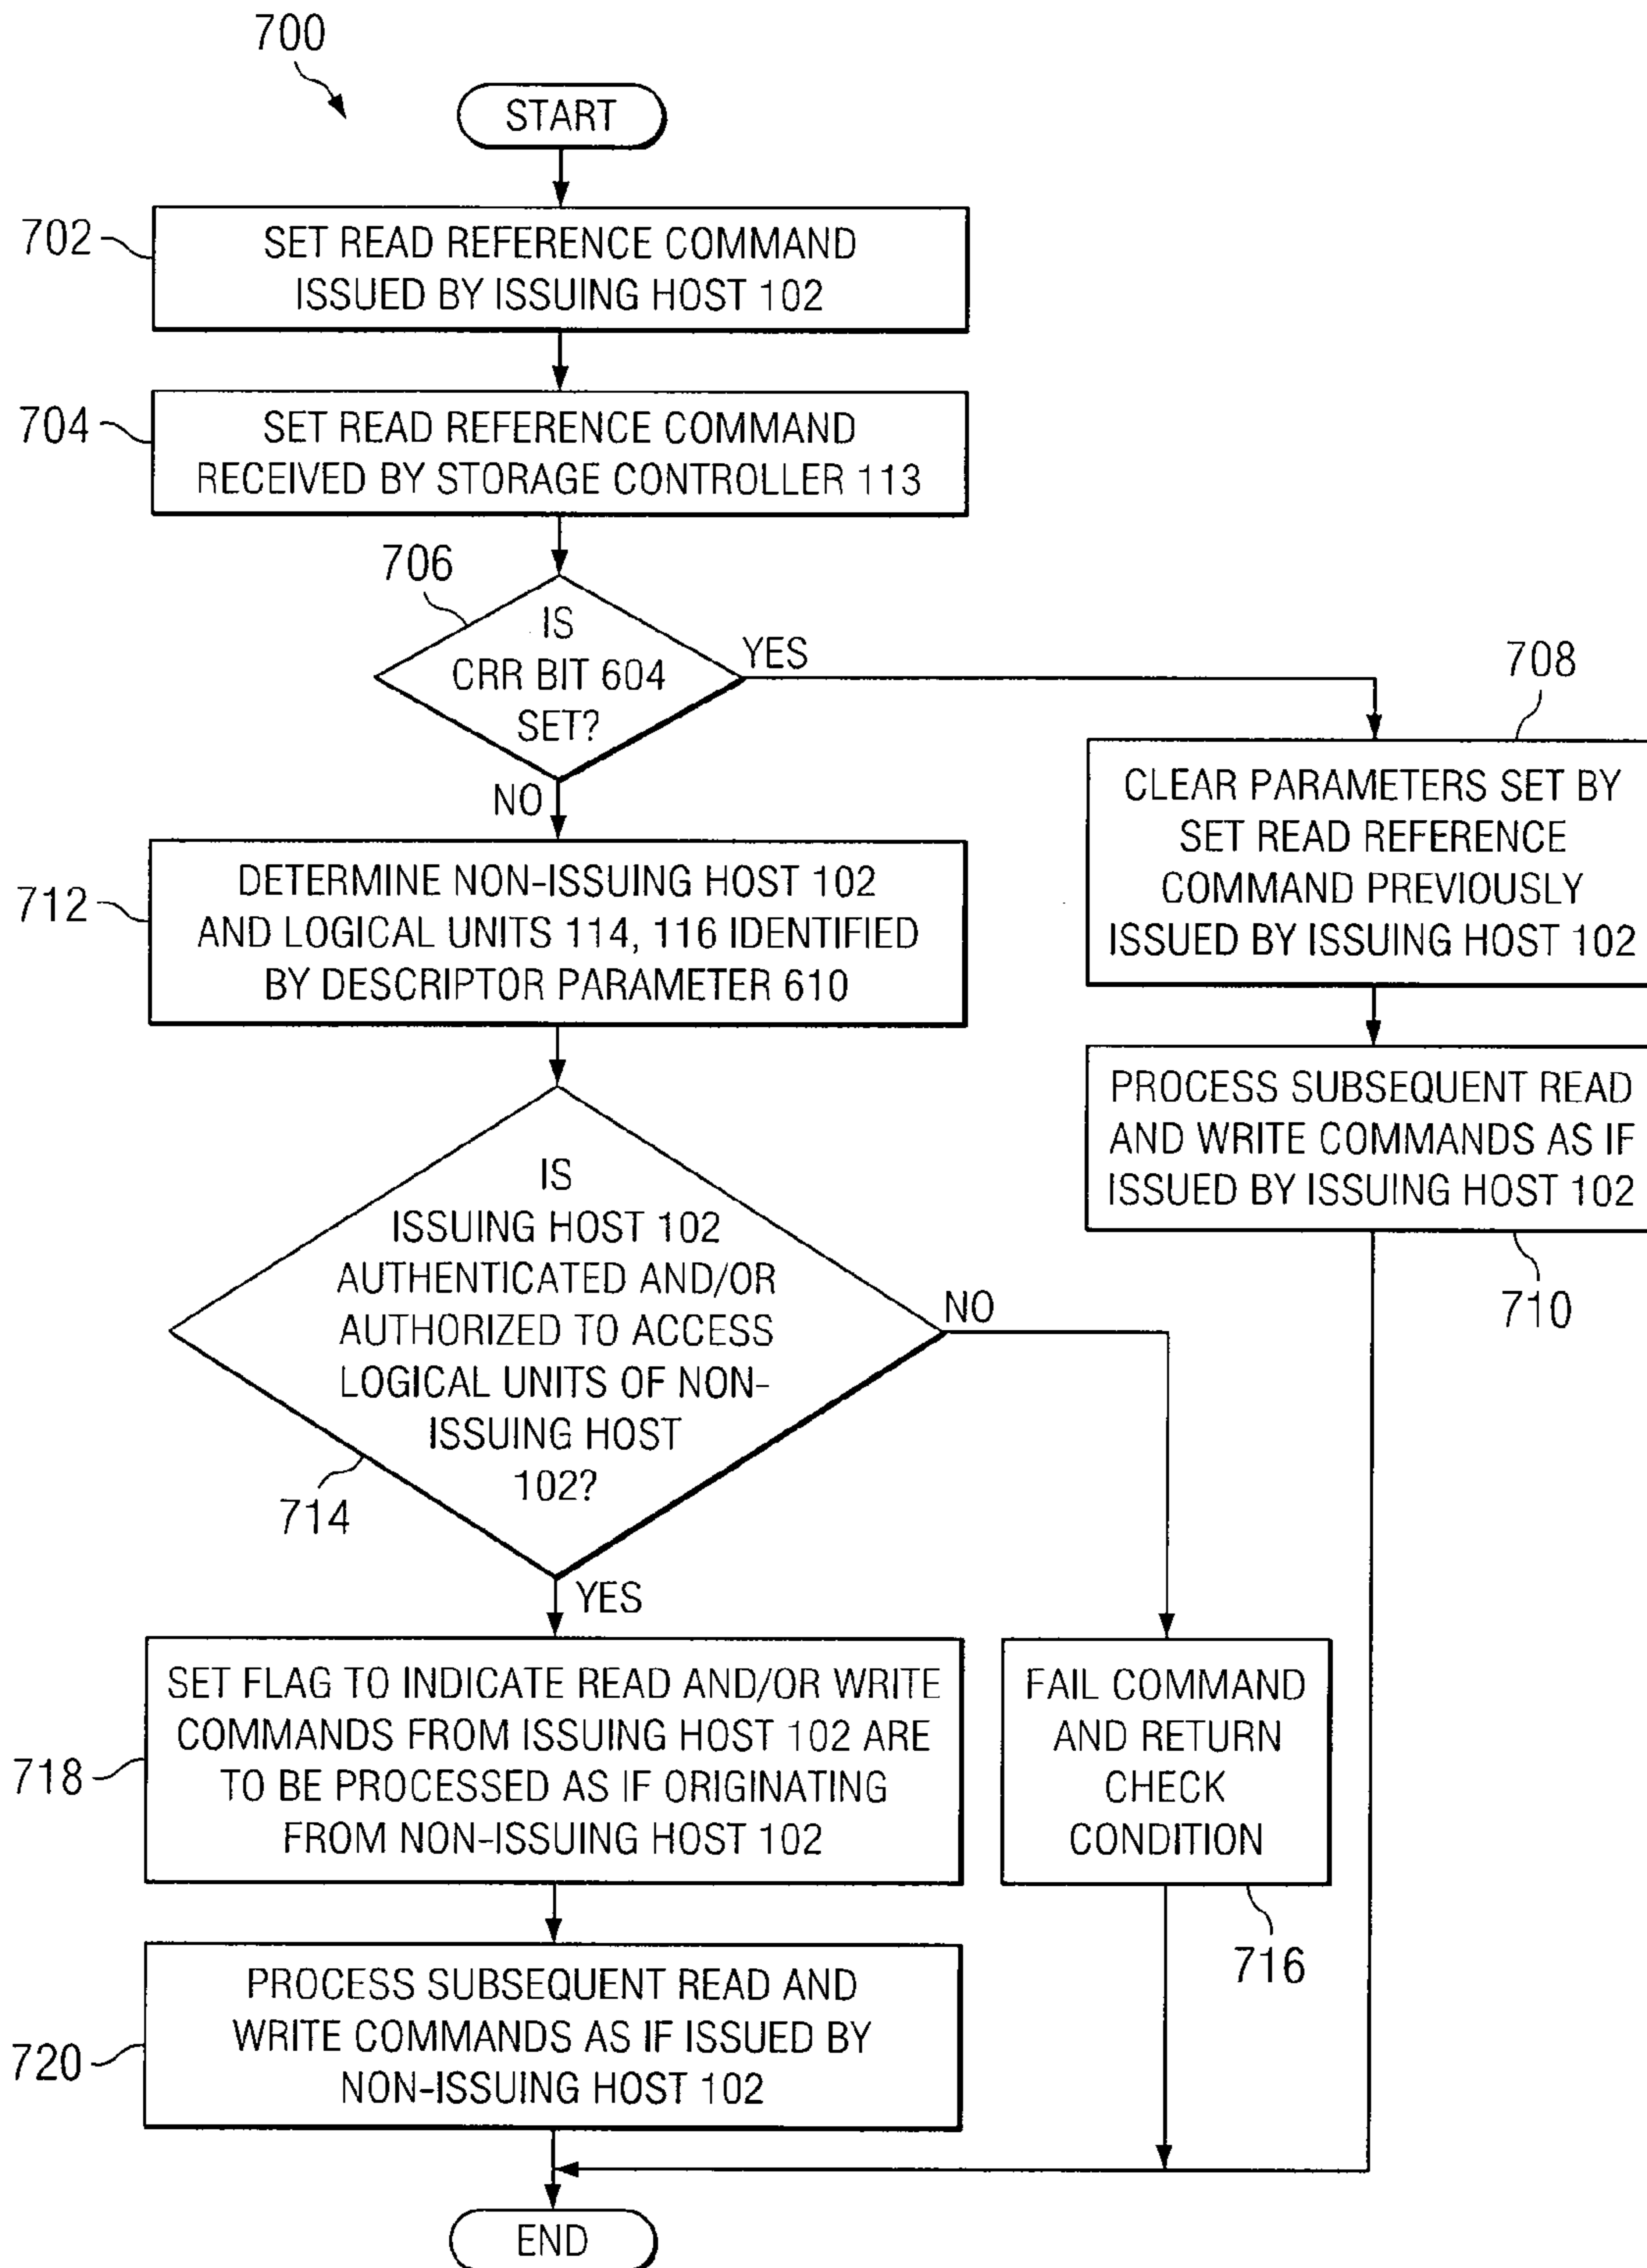 700
START
702
SET READ REFERENCE COMMAND
ISSUED BY ISSUING HOST 102
704
SET READ REFERENCE COMMAND
RECEIVED BY STORAGE CONTROLLER 113
706
IS
CRR BIT 604
SET?
YES
NO
708
CLEAR PARAMETERS SET BY
SET READ REFERENCE
COMMAND PREVIOUSLY
ISSUED BY ISSUING HOST 102
PROCESS SUBSEQUENT READ
AND WRITE COMMANDS AS IF
ISSUED BY ISSUING HOST 102
710
712
DETERMINE NON-ISSUING HOST 102
AND LOGICAL UNITS 114, 116 IDENTIFIED
BY DESCRIPTOR PARAMETER 610
IS
ISSUING HOST 102
AUTHENTICATED AND/OR
AUTHORIZED TO ACCESS
LOGICAL UNITS OF NON-
ISSUING HOST
102?
714
NO
YES
FAIL COMMAND
AND RETURN
CHECK
CONDITION
716
718
SET FLAG TO INDICATE READ AND/OR WRITE
COMMANDS FROM ISSUING HOST 102 ARE
TO BE PROCESSED AS IF ORIGINATING
FROM NON-ISSUING HOST 102
720
PROCESS SUBSEQUENT READ AND
WRITE COMMANDS AS IF ISSUED BY
NON-ISSUING HOST 102
END